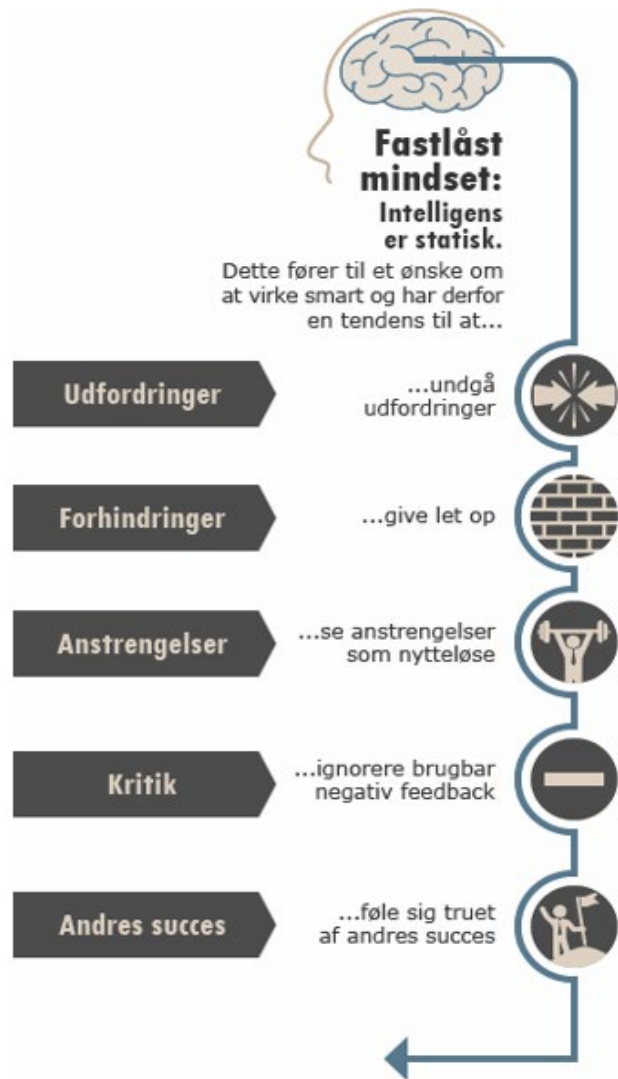 Fastlåst
mindset:
Intelligens
er statisk.
Dette fører til et ønske om
at virke smart og har derfor
en tendens til at...
Udfordringer
...undgå
udfordringer
Forhindringer
...give let op
Anstrengelser
...se anstrengelser
som nytteløse
Kritik
...ignorere brugbar
negativ feedback
Andres succes
...føle sig truet
af andres succes